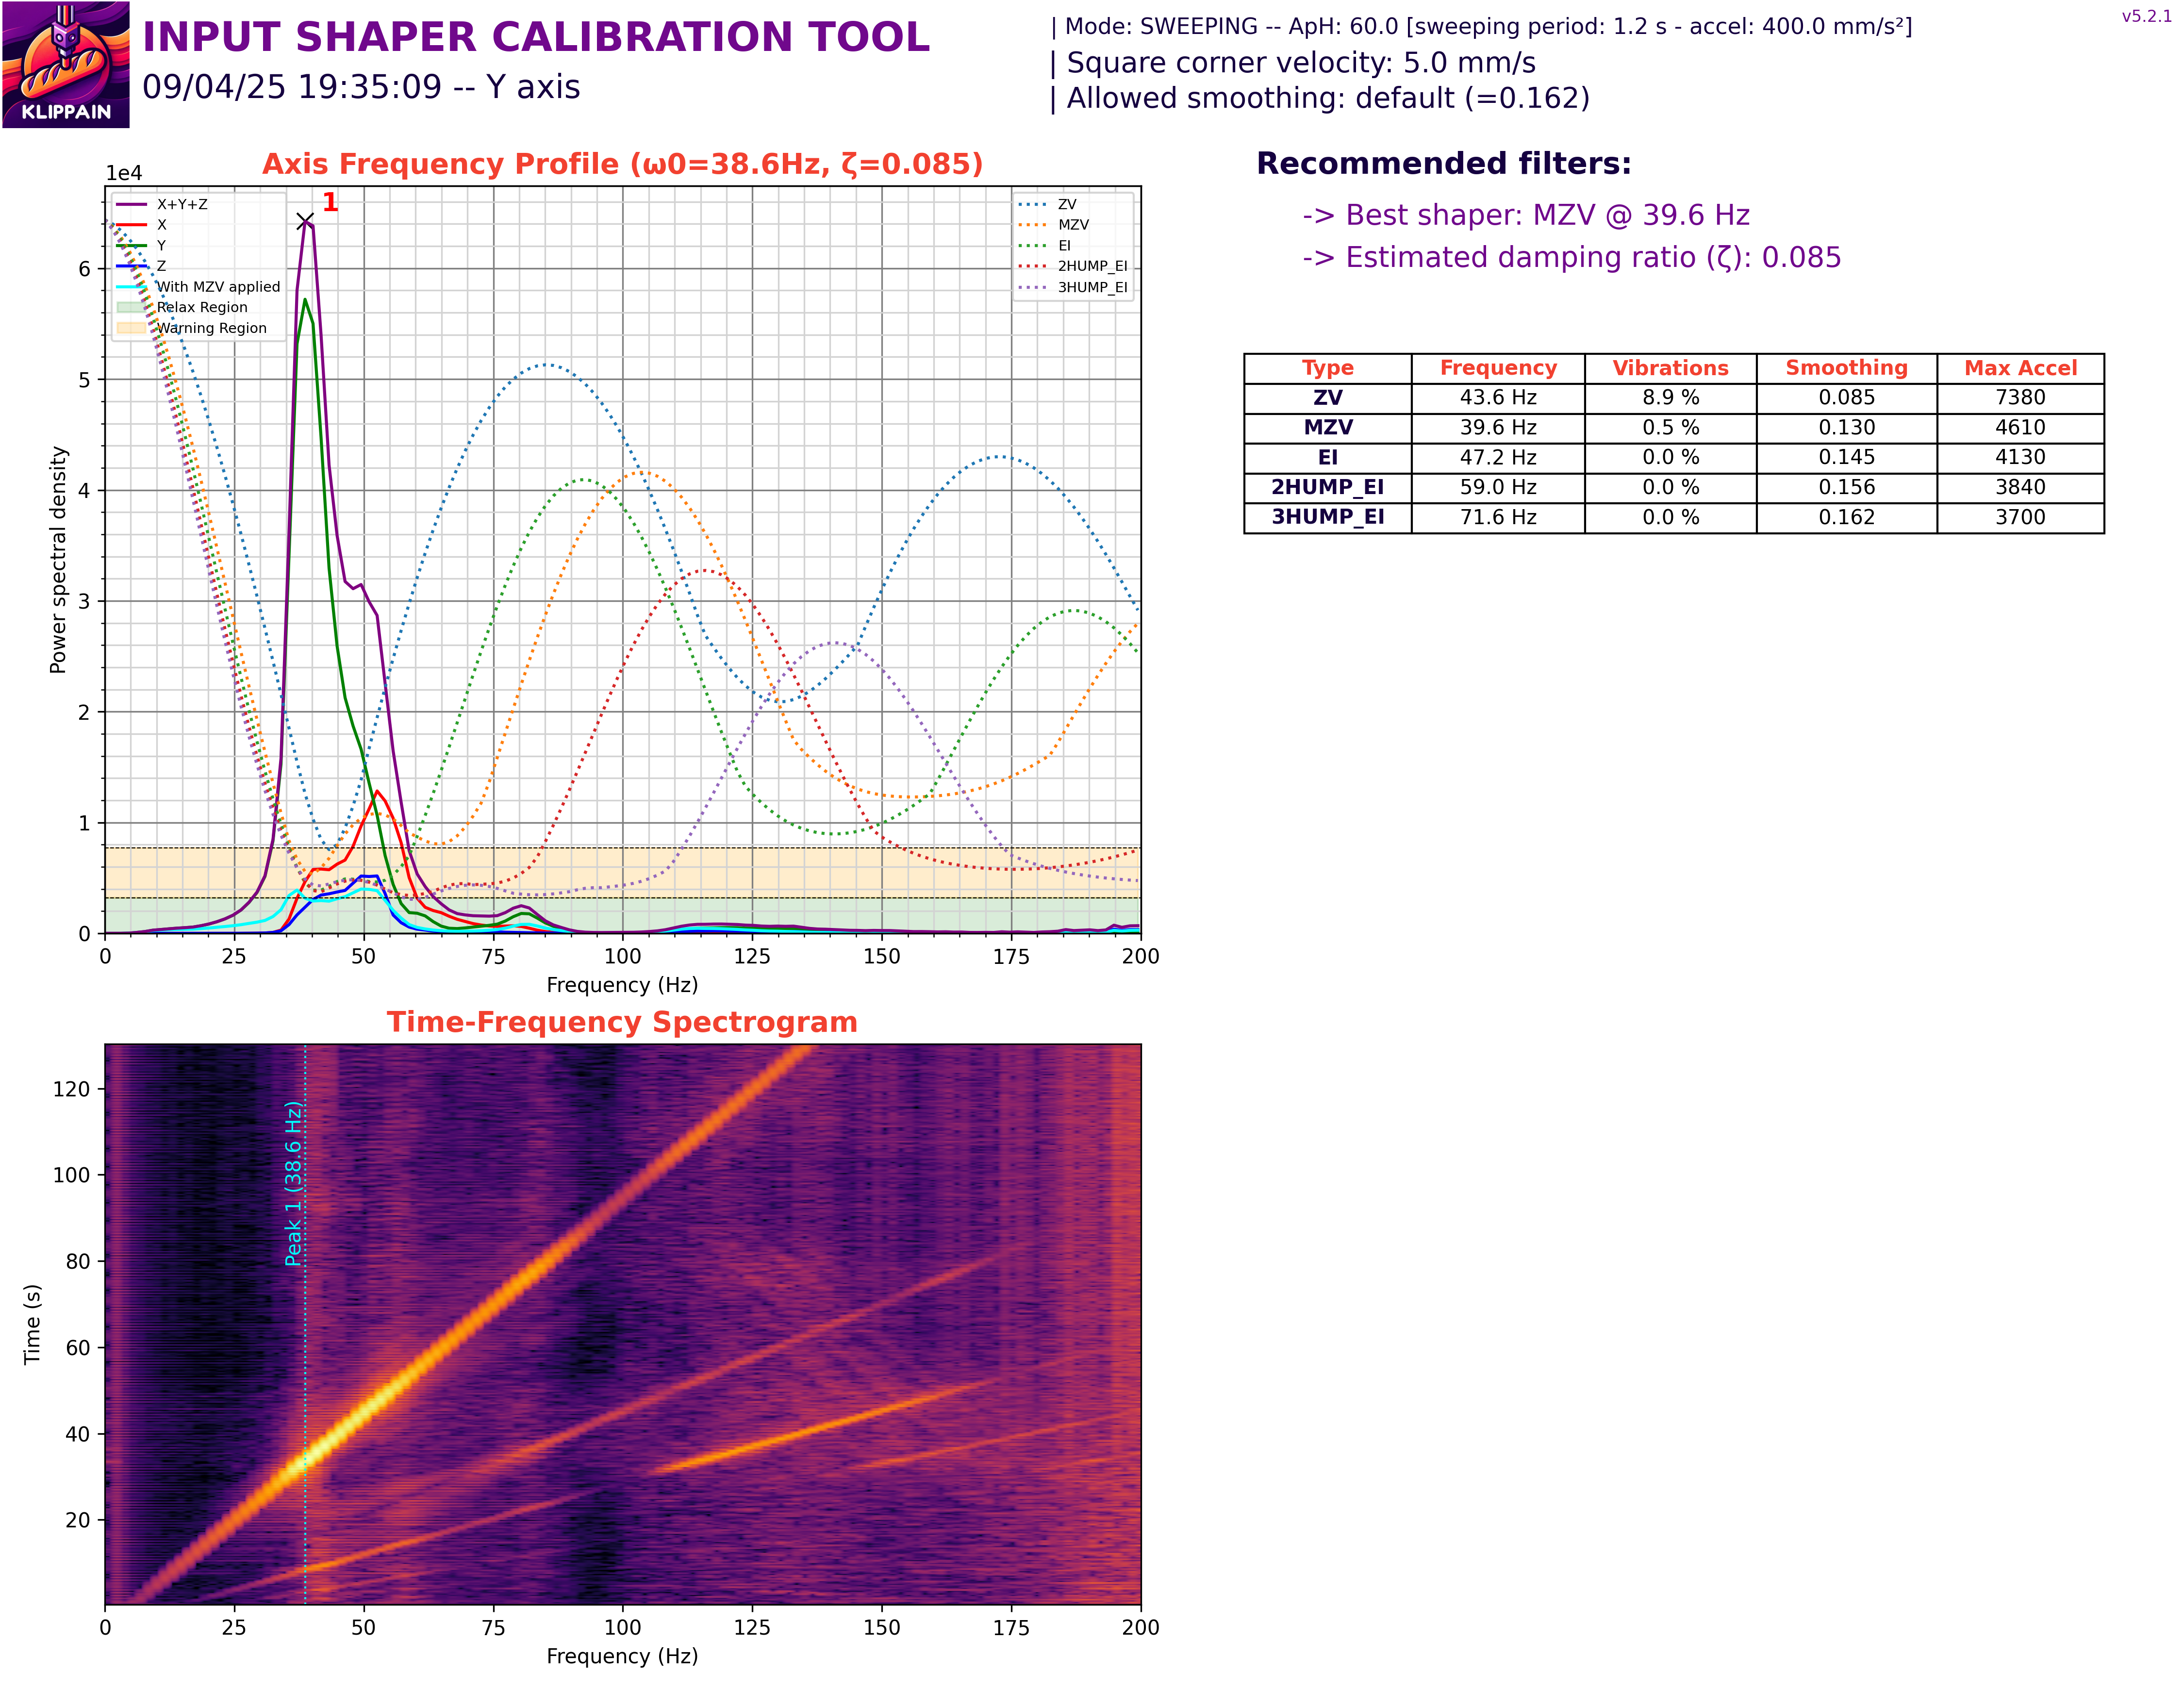 KLIPPAIN
INPUT SHAPER CALIBRATION TOOL
09/04/25 19:35:09 -- Y axis
| Mode: SWEEPING -- ApH: 60.0 [sweeping period: 1.2 s - accel: 400.0 mm/s²]
| Square corner velocity: 5.0 mm/s
| Allowed smoothing: default (=0.162)
v5.2.1
Axis Frequency Profile (ω0=38.6Hz, ζ=0.085)
1e4
1
X+Y+Z
X
Y
Z
With MZV applied
Relax Region
Warning Region
ZV
MZV
EI
2HUMP_EI
3HUMP_EI
Power spectral density
6
5
4
3
2
1
0
0 25 50 75 100 125 150 175 200
Frequency (Hz)
Recommended filters:
-> Best shaper: MZV @ 39.6 Hz
-> Estimated damping ratio (ζ): 0.085
Type Frequency Vibrations Smoothing Max Accel
ZV 43.6 Hz 8.9 % 0.085 7380
MZV 39.6 Hz 0.5 % 0.130 4610
EI 47.2 Hz 0.0 % 0.145 4130
2HUMP_EI 59.0 Hz 0.0 % 0.156 3840
3HUMP_EI 71.6 Hz 0.0 % 0.162 3700
Time-Frequency Spectrogram
Peak 1 (38.6 Hz)
Time (s)
120
100
80
60
40
20
0 25 50 75 100 125 150 175 200
Frequency (Hz)